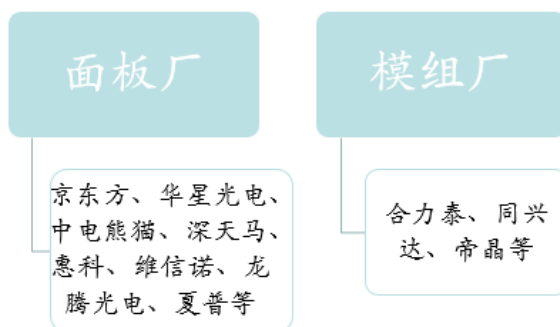 面板厂
京东方、华星光电、
中电熊猫、深天马、
惠科、维信诺、龙
腾光电、夏普等
模组厂
合力泰、同兴
达、帝晶等